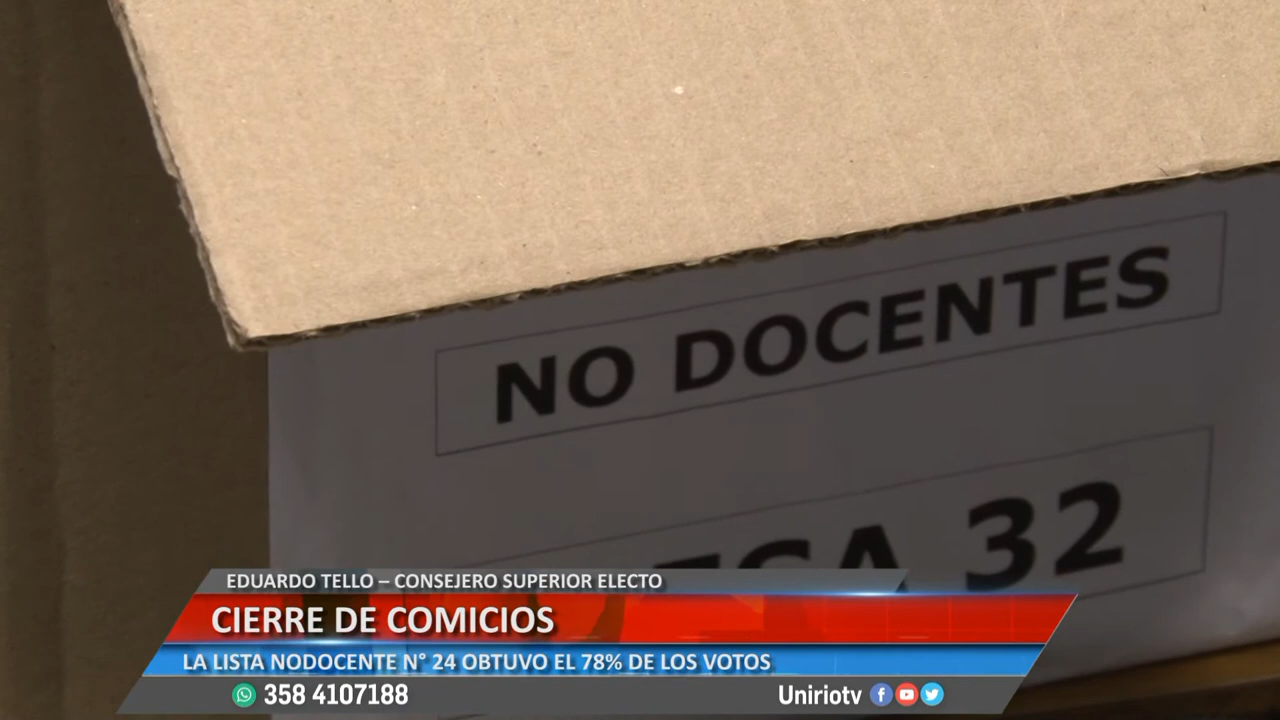 NO DOCENTES
32
EDUARDO TELLO – CONSEJERO SUPERIOR ELECTO
CIERRE DE COMICIOS
LA LISTA NODOCENTE N° 24 OBTUVO EL 78% DE LOS VOTOS
358 4107188
Uniriotv